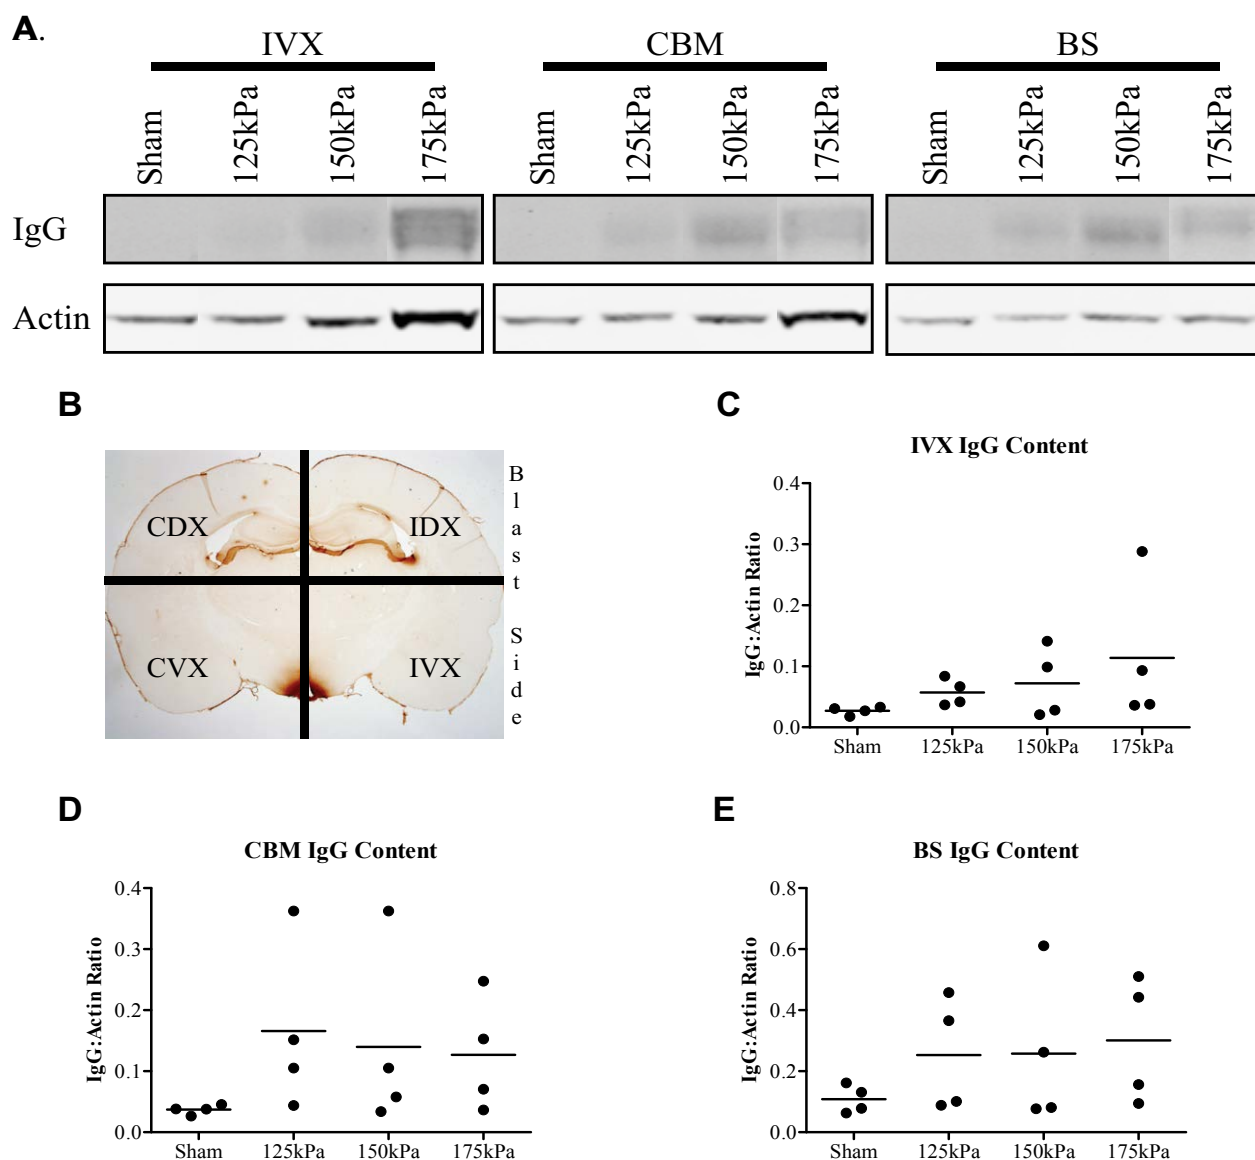 A.
IVX CBM BS
Sham 125kPa 150kPa 175kPa Sham 125kPa 150kPa 175kPa Sham 125kPa 150kPa 175kPa
IgG
Actin
B
CDX IDX
CVX IVX
Blast Side
C
IVX IgG Content
IgG:Actin Ratio
0.4
0.3
0.2
0.1
0.0
Sham 125kPa 150kPa 175kPa
D
CBM IgG Content
IgG:Actin Ratio
0.4
0.3
0.2
0.1
0.0
Sham 125kPa 150kPa 175kPa
E
BS IgG Content
IgG:Actin Ratio
0.8
0.6
0.4
0.2
0.0
Sham 125kPa 150kPa 175kPa